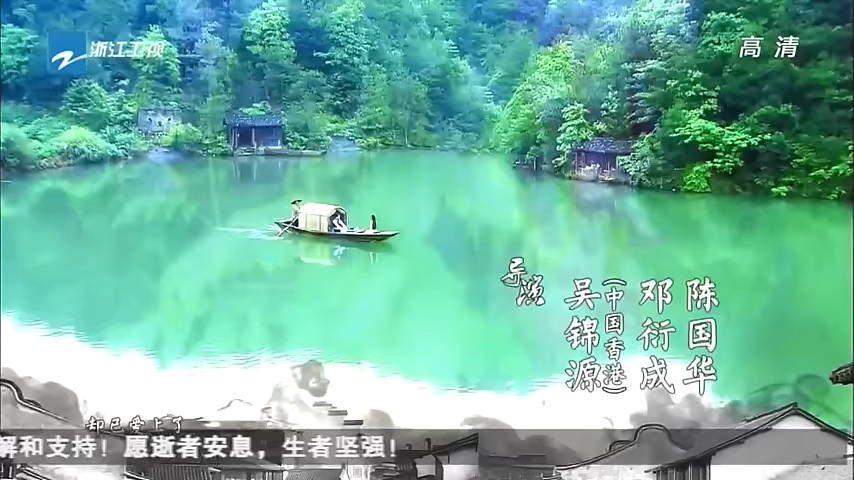 浙江卫视
高清
导演
吴锦源
(中国香港)
邓衍成
陈国华
却已爱上了
解和支持！愿逝者安息，生者坚强！